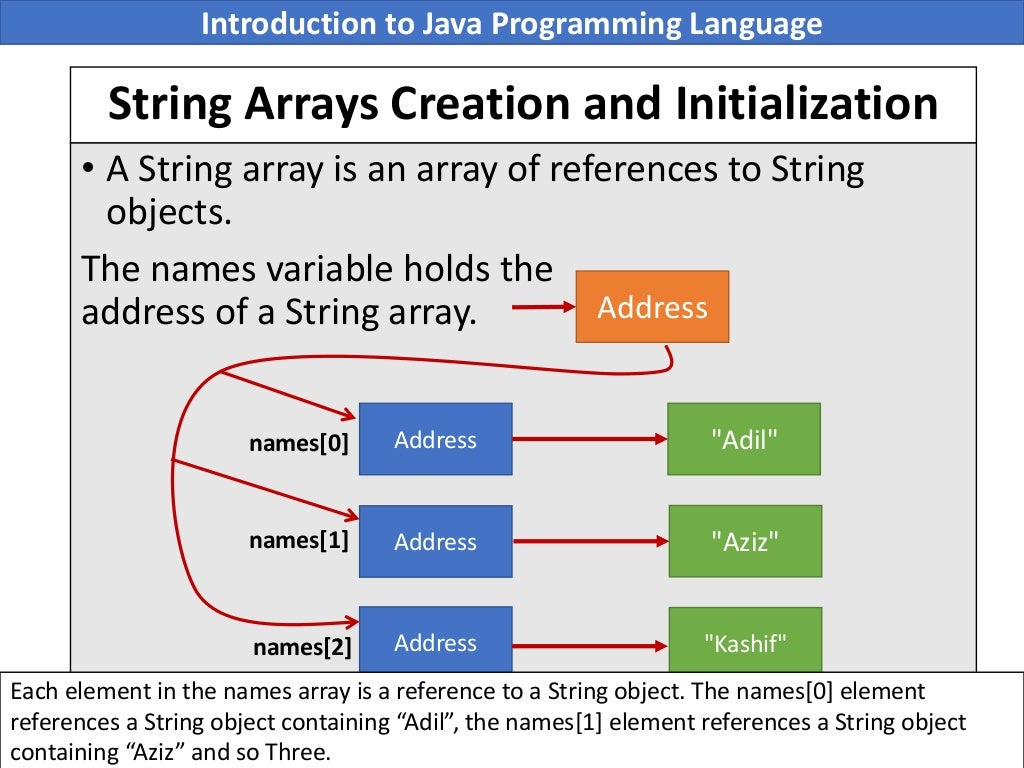 Introduction to Java Programming Language
String Arrays Creation and Initialization
• A String array is an array of references to String
objects.
The names variable holds the
address of a String array.
Address
names[0]
Address
"Adil"
names[1]
Address
"Aziz"
names[2]
Address
"Kashif"
Each element in the names array is a reference to a String object. The names[0] element
references a String object containing “Adil”, the names[1] element references a String object
containing “Aziz” and so Three.